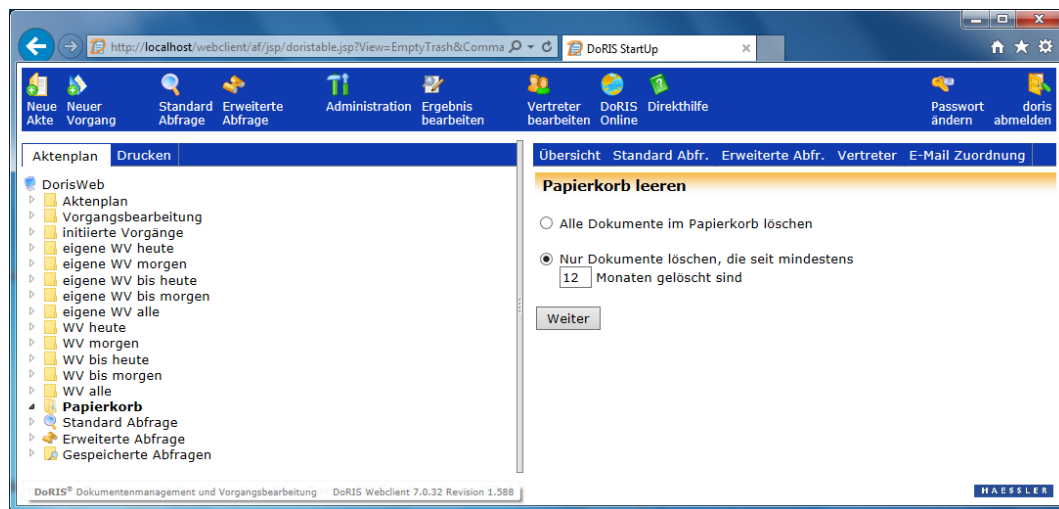 http://localhost/webclient/af/jsp/doristable.jsp?View=EmptyTrash&Comma
DoRIS StartUp
Neue Akte
Neuer Vorgang
Standard Abfrage
Erweiterte Abfrage
Administration
Ergebnis bearbeiten
Vertreter bearbeiten
DoRIS Online
Direkthilfe
Passwort ändern
doris abmelden
Aktenplan Drucken
DorisWeb
Aktenplan
Vorgangsbearbeitung
initiierte Vorgänge
eigene WV heute
eigene WV morgen
eigene WV bis heute
eigene WV bis morgen
eigene WV alle
WV heute
WV morgen
WV bis heute
WV bis morgen
WV alle
Papierkorb
Standard Abfrage
Erweiterte Abfrage
Gespeicherte Abfragen
Übersicht Standard Abfr. Erweiterte Abfr. Vertreter E-Mail Zuordnung
Papierkorb leeren
Alle Dokumente im Papierkorb löschen
Nur Dokumente löschen, die seit mindestens
12 Monaten gelöscht sind
Weiter
DoRIS® Dokumentenmanagement und Vorgangsbearbeitung DoRIS Webclient 7.0.32 Revision 1.588
HAESSLER